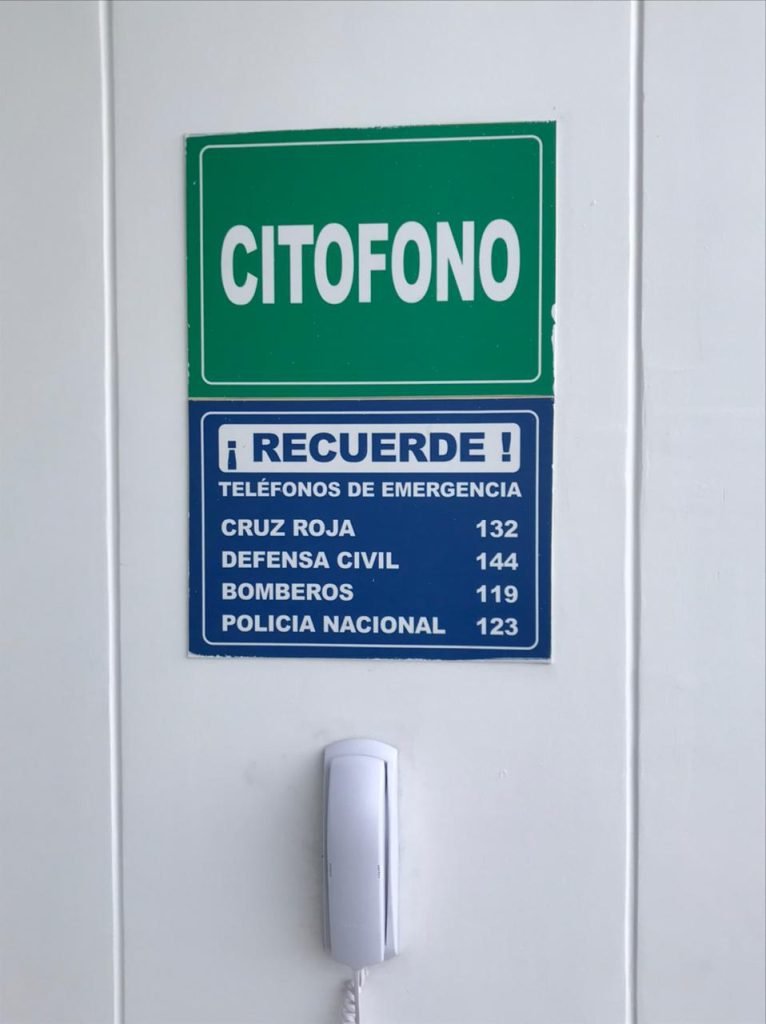 CITOFONO
¡ RECUERDE !
TELÉFONOS DE EMERGENCIA
CRUZ ROJA 132
DEFENSA CIVIL 144
BOMBEROS 119
POLICIA NACIONAL 123